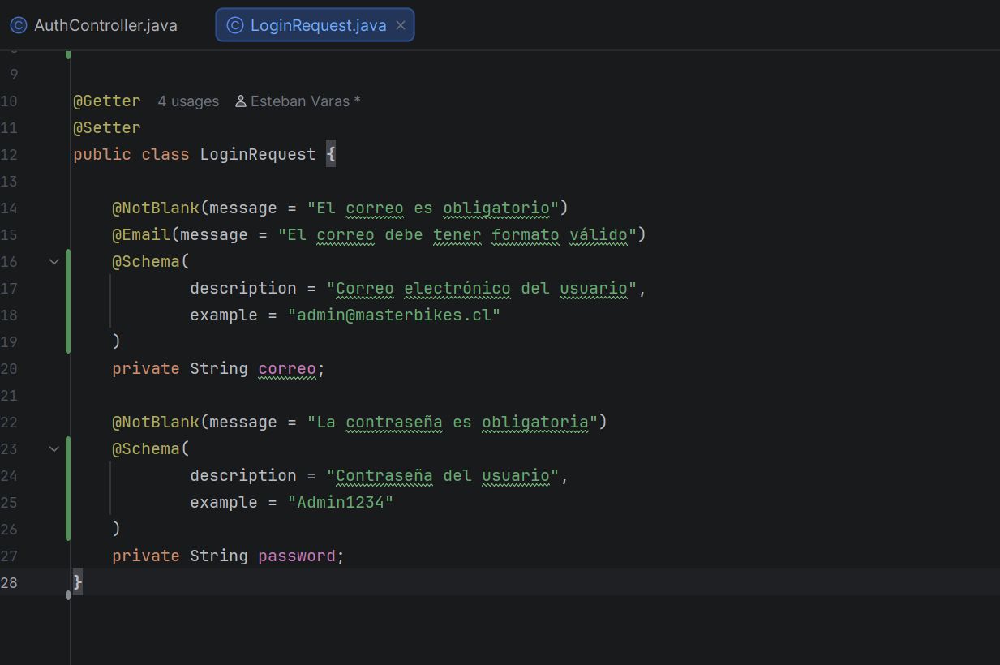 AuthController.java
LoginRequest.java
9
10 @Getter 4 usages Esteban Varas *
11 @Setter
12 public class LoginRequest {
13
14 @NotBlank(message = "El correo es obligatorio")
15 @Email(message = "El correo debe tener formato válido")
16 @Schema(
17 description = "Correo electrónico del usuario",
18 example = "admin@masterbikes.cl"
19 )
20 private String correo;
21
22 @NotBlank(message = "La contraseña es obligatoria")
23 @Schema(
24 description = "Contraseña del usuario",
25 example = "Admin1234"
26 )
27 private String password;
28 }